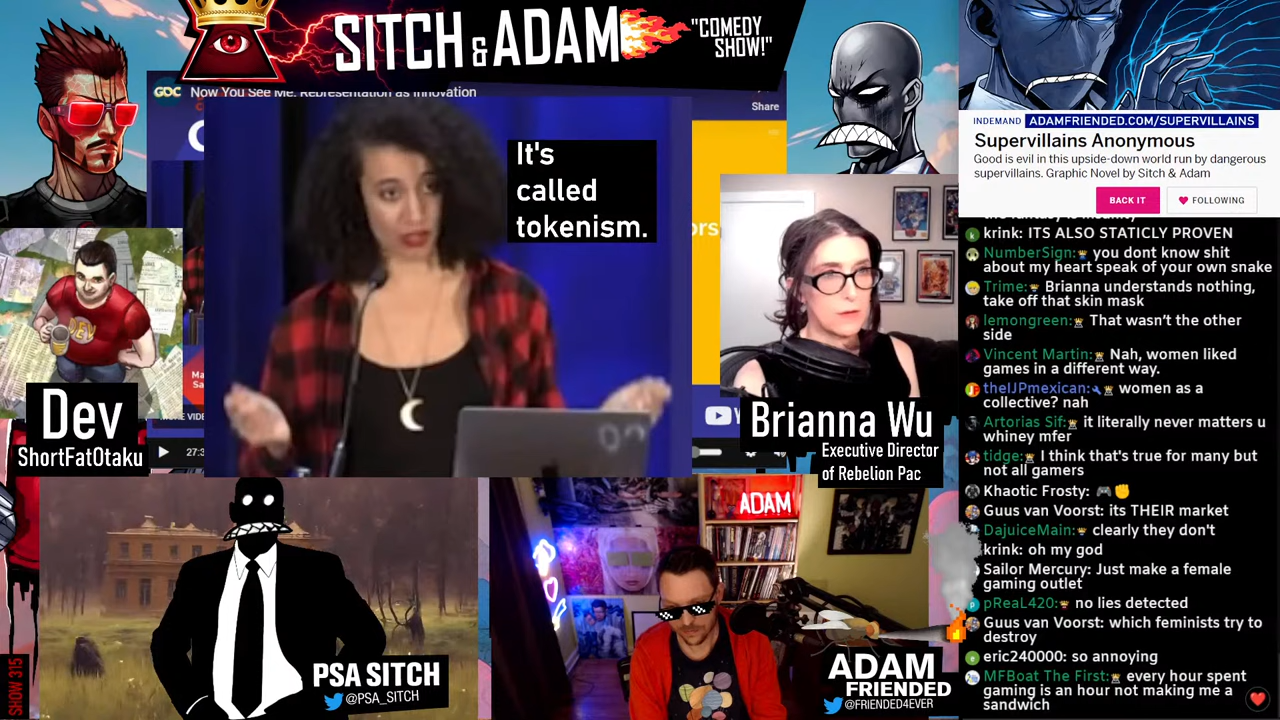 SITCH & ADAM
"COMEDY
SHOW!"
GDC
Now You See Me: Representation as Innovation
Share
It's
called
tokenism.
ors
DEV
Dev
ShortFatOtaku
27:3
Brianna Wu
Executive Director
of Rebelion Pac
PSA SITCH
@PSA_SITCH
SHOW 315
ADAM
ADAM
FRIENDED
@FRIENDED4EVER
INDEMAND ADAMFRIENDED.COM/SUPERVILLAINS
Supervillains Anonymous
Good is evil in this upside-down world run by dangerous
supervillains. Graphic Novel by Sitch & Adam
BACK IT
FOLLOWING
krink: ITS ALSO STATICLY PROVEN
NumberSign: you dont know shit
about my heart speak of your own snake
Trime: Brianna understands nothing,
take off that skin mask
lemongreen: That wasn't the other
side
Vincent Martin: Nah, women liked
games in a different way.
theIJPmexican: women as a
collective? nah
Artorias Sif: it literally never matters u
whiney mfer
tidge: I think that's true for many but
not all gamers
Khaotic Frosty: 🎮✊
Guus van Voorst: its THEIR market
DajuiceMain: clearly they don't
krink: oh my god
Sailor Mercury: Just make a female
gaming outlet
pReaL420: no lies detected
Guus van Voorst: which feminists try to
destroy
eric240000: so annoying
MFBoat The First: every hour spent
gaming is an hour not making me a
sandwich